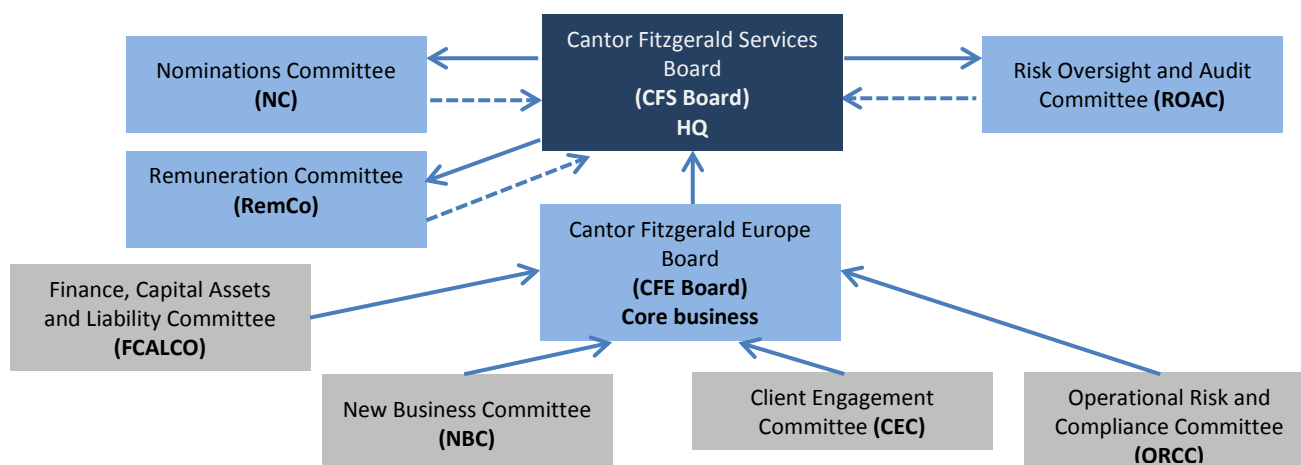 Nominations Committee
(NC)
Cantor Fitzgerald Services
Board
(CFS Board)
HQ
Risk Oversight and Audit
Committee (ROAC)
Remuneration Committee
(RemCo)
Cantor Fitzgerald Europe
Board
(CFE Board)
Core business
Finance, Capital Assets
and Liability Committee
(FCALCO)
New Business Committee
(NBC)
Client Engagement
Committee (CEC)
Operational Risk and
Compliance Committee
(ORCC)